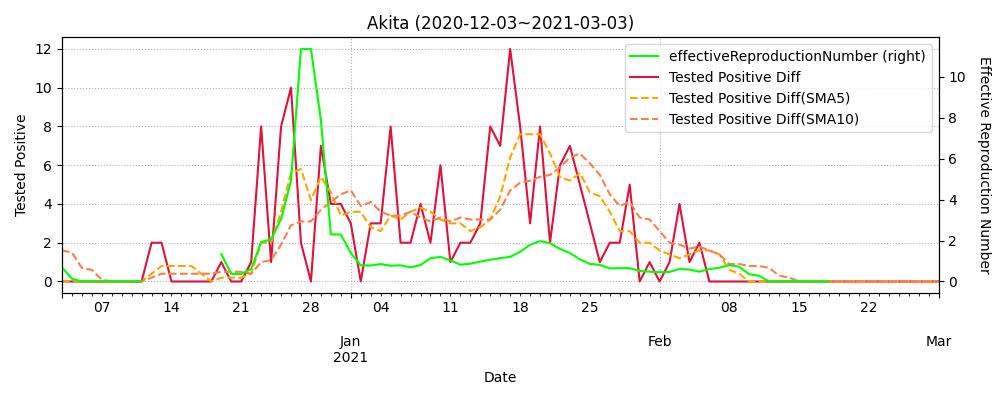 Akita (2020-12-03~2021-03-03)
effectiveReproductionNumber (right)
Tested Positive Diff
Tested Positive Diff(SMA5)
Tested Positive Diff(SMA10)
Tested Positive
12
10
8
6
4
2
0
10
8
6
4
2
0
Effective Reproduction Number
07 14 21 28 04 11 18 25 08 15 22
Jan Feb Mar
2021
Date